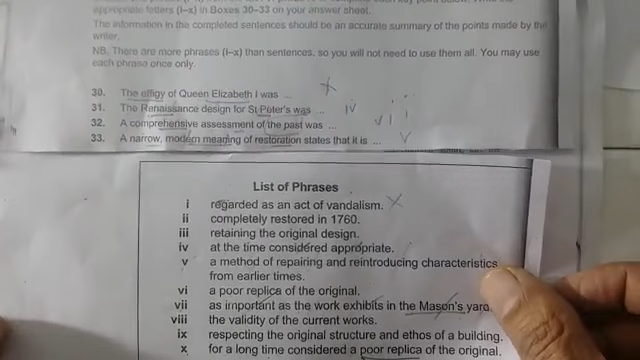 appropriate letters (i–x) in Boxes 30–33 on your answer sheet.
The information in the completed sentences should be an accurate summary of the points made by the
writer.
NB. There are more phrases (i–x) than sentences, so you will not need to use them all. You may use
each phrase once only.
30. The effigy of Queen Elizabeth I was ... X
31. The Renaissance design for St Peter's was ... iv
32. A comprehensive assessment of the past was ...
33. A narrow, modern meaning of restoration states that it is ... v
List of Phrases
i regarded as an act of vandalism. X
ii completely restored in 1760.
iii retaining the original design.
iv at the time considered appropriate.
v a method of repairing and reintroducing characteristics
from earlier times.
vi a poor replica of the original.
vii as important as the work exhibits in the Mason's yard.
viii the validity of the current works.
ix respecting the original structure and ethos of a building.
x for a long time considered a poor replica of the original.